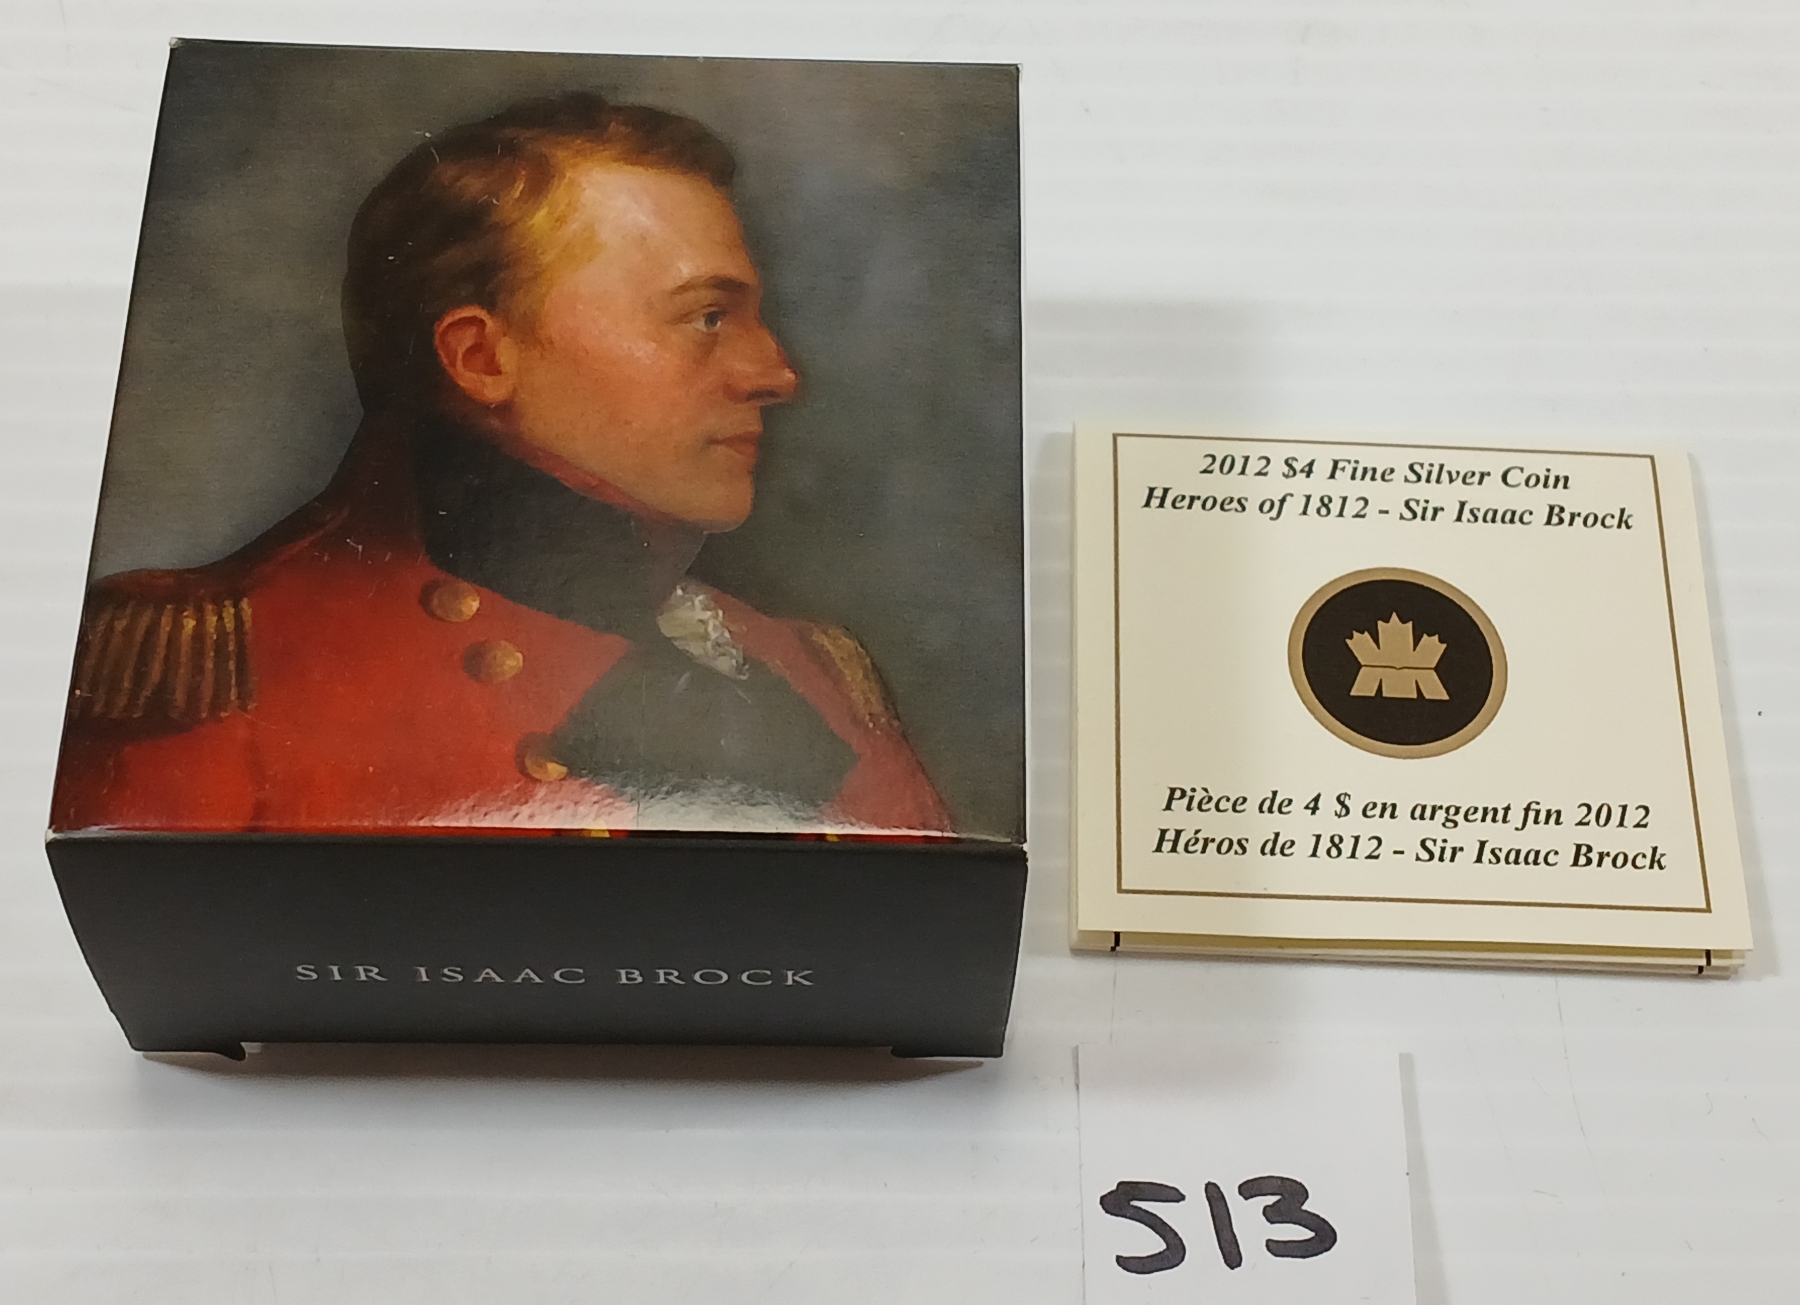 SIR ISAAC BROCK
2012 $4 Fine Silver Coin
Heroes of 1812 - Sir Isaac Brock
Pièce de 4 $ en argent fin 2012
Héros de 1812 - Sir Isaac Brock
513